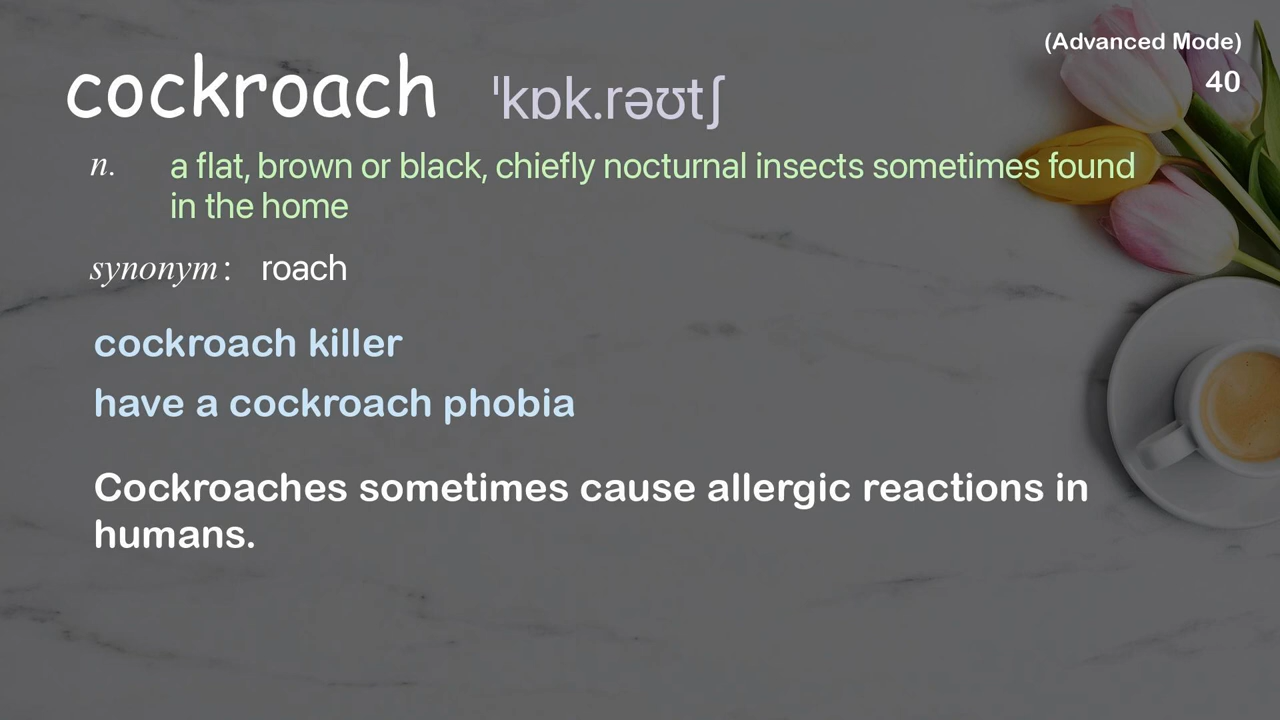 (Advanced Mode)
40
cockroach ˈkɒk.rəʊtʃ
n. a flat, brown or black, chiefly nocturnal insects sometimes found
in the home
synonym: roach
cockroach killer
have a cockroach phobia
Cockroaches sometimes cause allergic reactions in
humans.